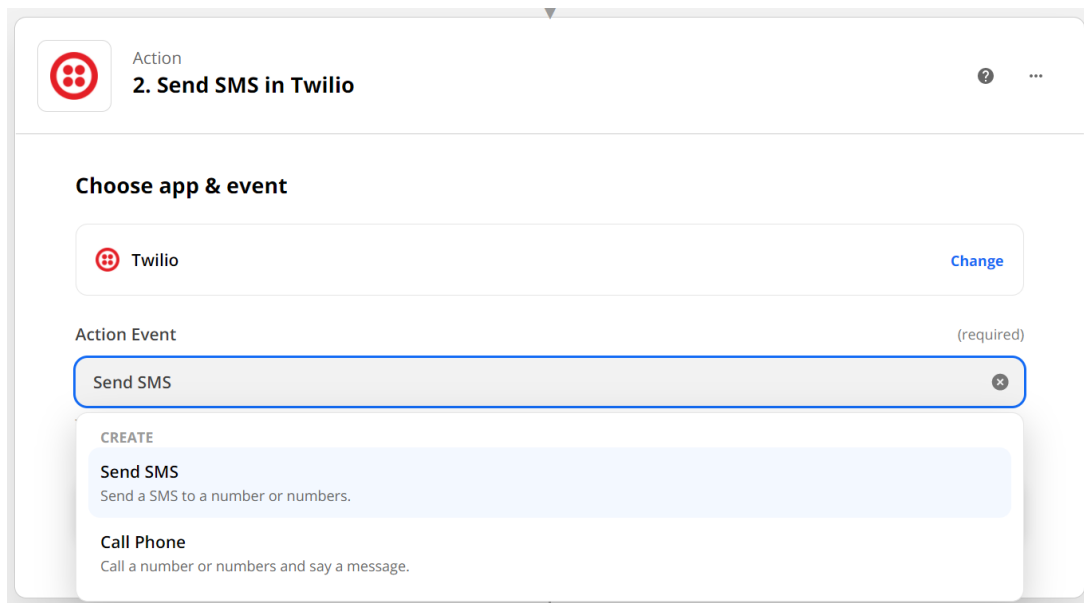 Action
2. Send SMS in Twilio
Choose app & event
Twilio
Change
Action Event
(required)
Send SMS
CREATE
Send SMS
Send a SMS to a number or numbers.
Call Phone
Call a number or numbers and say a message.